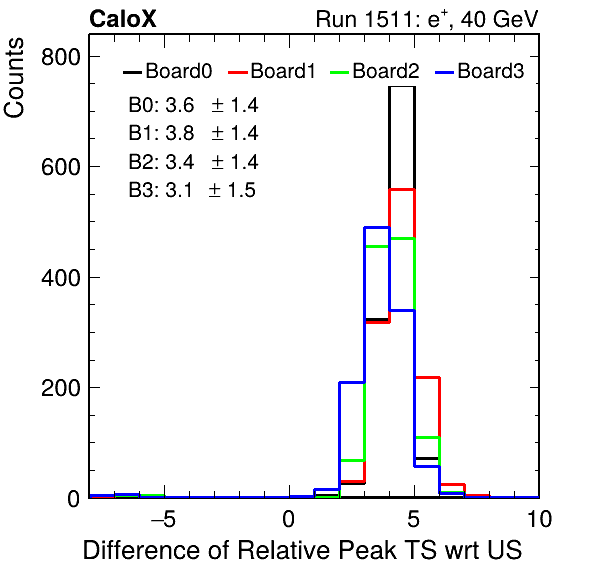 CaloX Run 1511: e+, 40 GeV
Counts
Board0 Board1 Board2 Board3
B0: 3.6 ± 1.4
B1: 3.8 ± 1.4
B2: 3.4 ± 1.4
B3: 3.1 ± 1.5
800
600
400
200
0
−5 0 5 10
Difference of Relative Peak TS wrt US